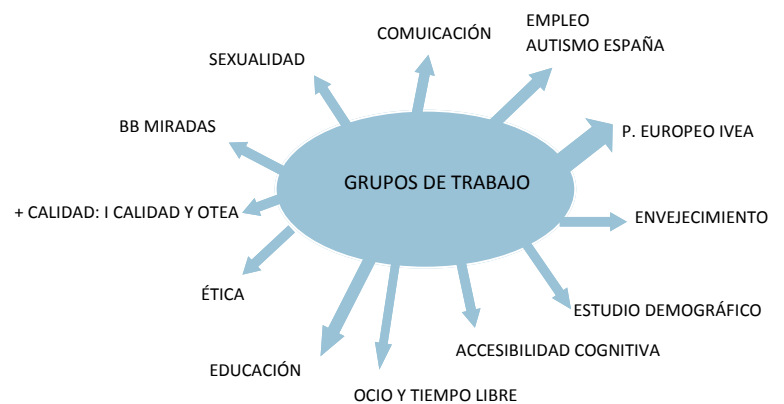 EMPLEO
AUTISMO ESPAÑA
COMUICACIÓN
SEXUALIDAD
BB MIRADAS
P. EUROPEO IVEA
GRUPOS DE TRABAJO
+ CALIDAD: I CALIDAD Y OTEA
ENVEJECIMIENTO
ÉTICA
ESTUDIO DEMOGRÁFICO
ACCESIBILIDAD COGNITIVA
EDUCACIÓN
OCIO Y TIEMPO LIBRE